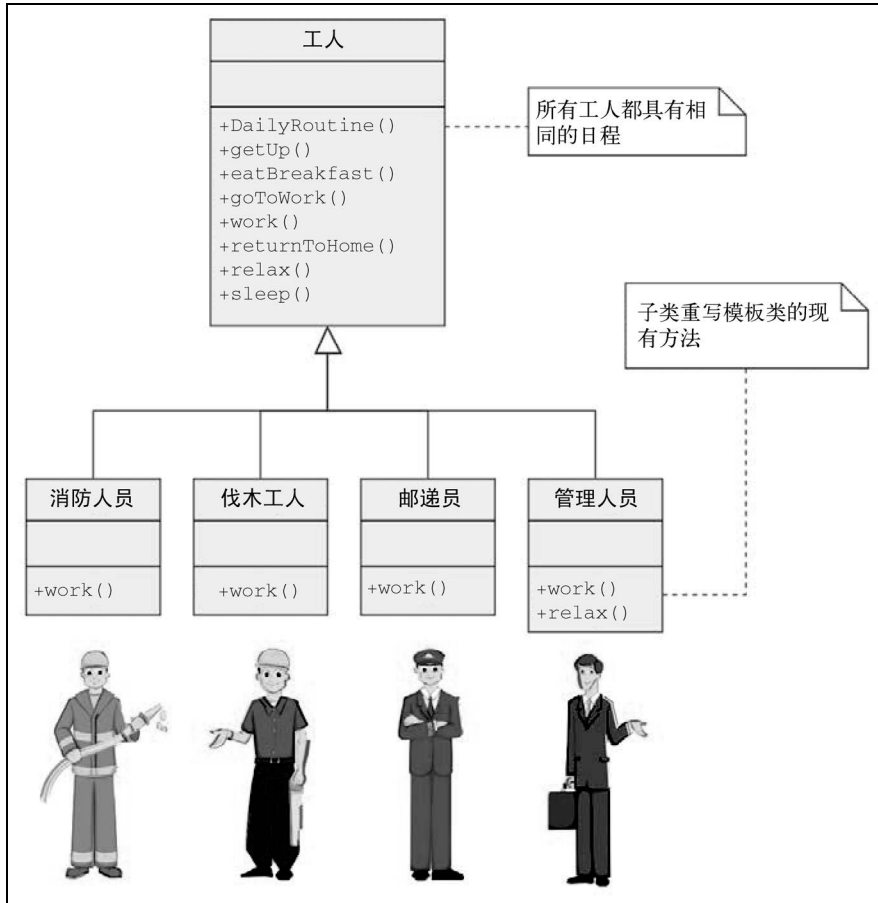 工人
+DailyRoutine()
+getUp()
+eatBreakfast()
+goToWork()
+work()
+returnToHome()
+relax()
+sleep()
所有工人都具有相
同的日程
子类重写模板类的现
有方法
消防人员
+work()
伐木工人
+work()
邮递员
+work()
管理人员
+work()
+relax()